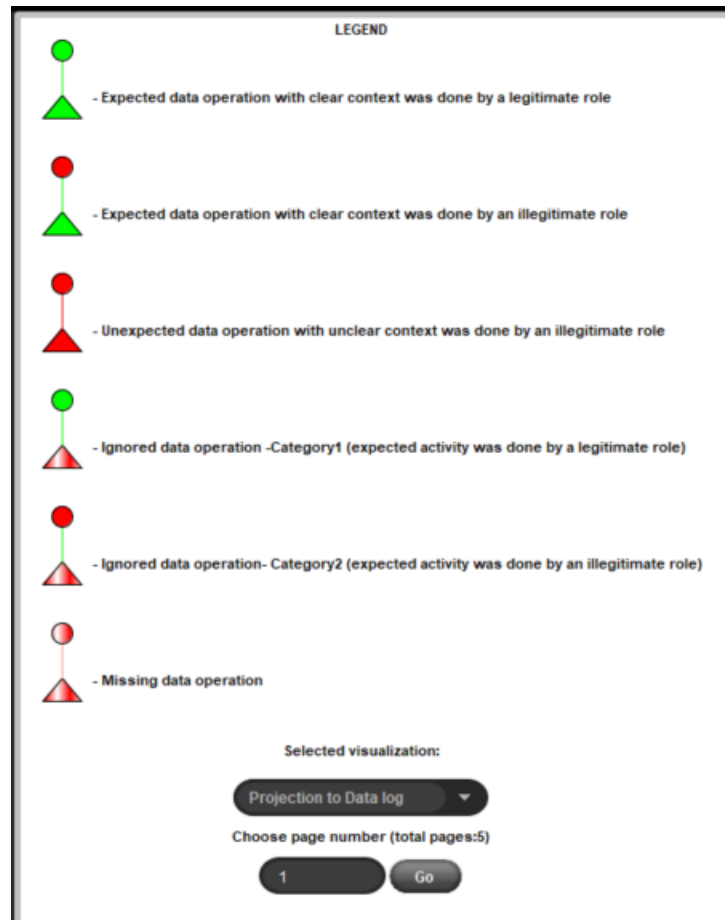 LEGEND
- Expected data operation with clear context was done by a legitimate role
- Expected data operation with clear context was done by an illegitimate role
- Unexpected data operation with unclear context was done by an illegitimate role
- Ignored data operation -Category1 (expected activity was done by a legitimate role)
- Ignored data operation- Category2 (expected activity was done by an illegitimate role)
- Missing data operation
Selected visualization:
Projection to Data log
Choose page number (total pages:5)
1 Go